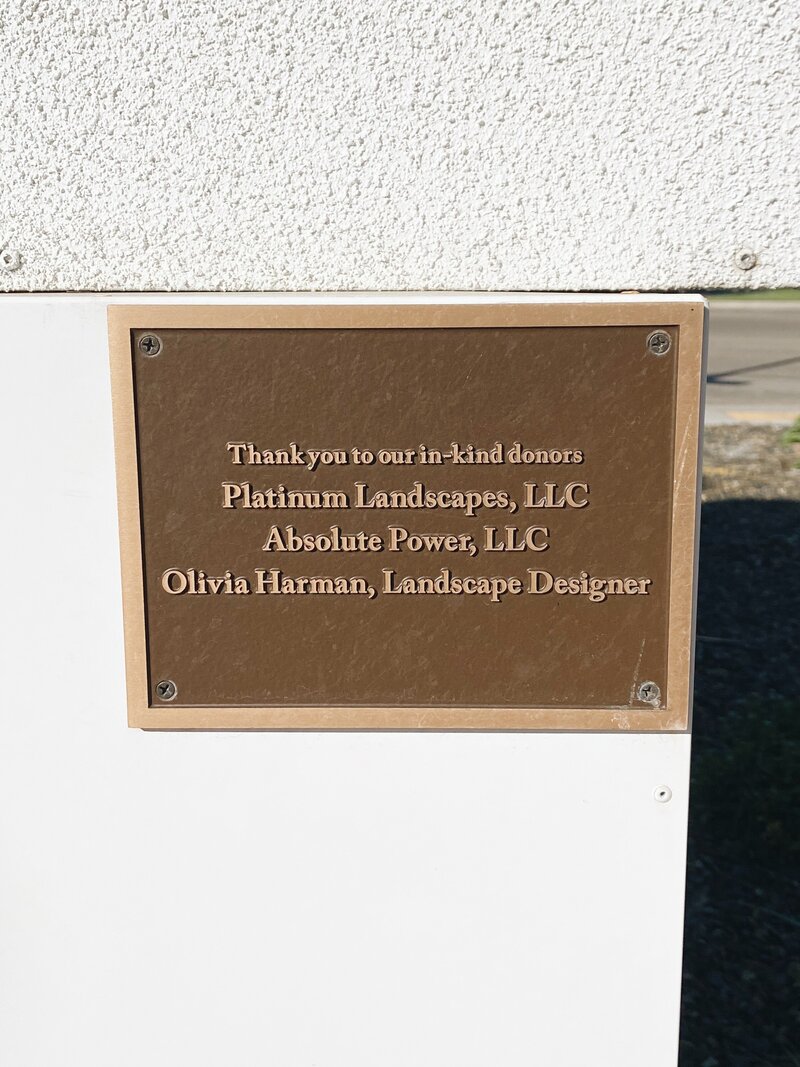 Thank you to our in-kind donors
Platinum Landscapes, LLC
Absolute Power, LLC
Olivia Harman, Landscape Designer